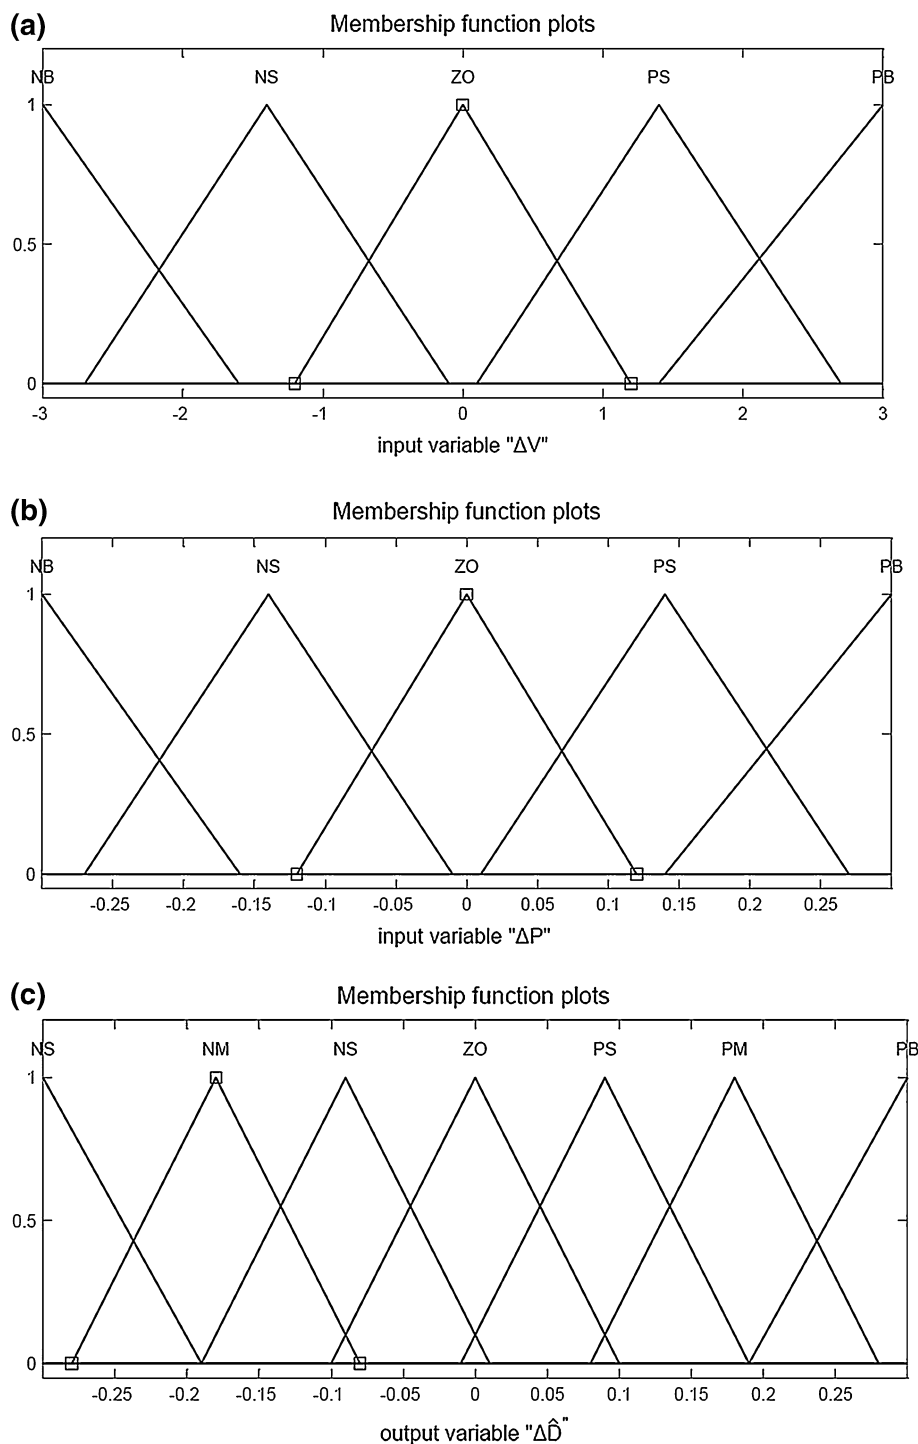 (a) Membership function plots
NB NS ZO PS PB
1
0.5
0
-3 -2 -1 0 1 2 3
input variable "ΔV"
(b) Membership function plots
NB NS ZO PS PB
1
0.5
0
-0.25 -0.2 -0.15 -0.1 -0.05 0 0.05 0.1 0.15 0.2 0.25
input variable "ΔP"
(c) Membership function plots
NS NM NS ZO PS PM PB
1
0.5
0
-0.25 -0.2 -0.15 -0.1 -0.05 0 0.05 0.1 0.15 0.2 0.25
output variable "ΔD̂"